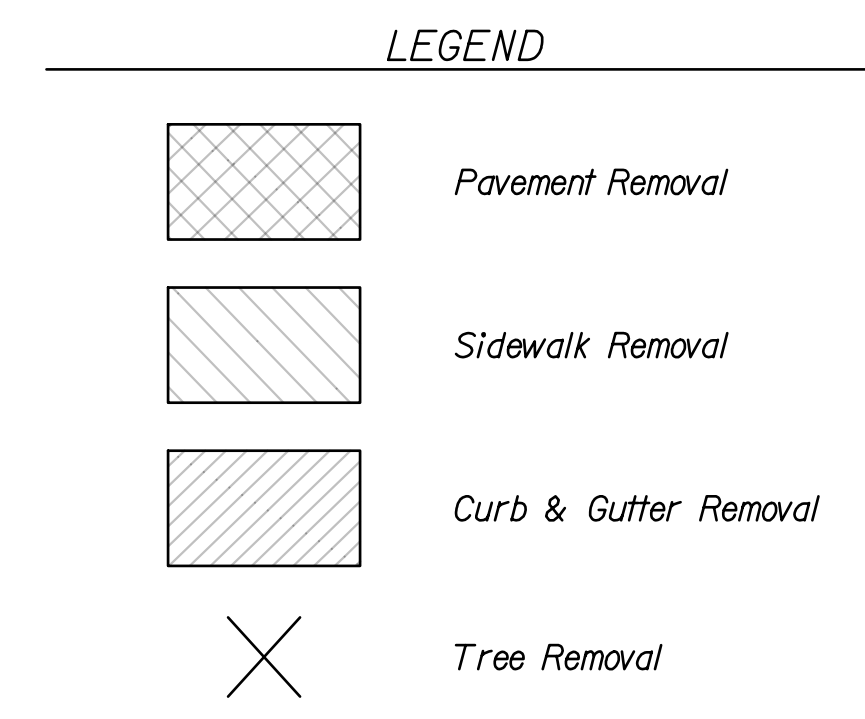 LEGEND
Pavement Removal
Sidewalk Removal
Curb & Gutter Removal
Tree Removal